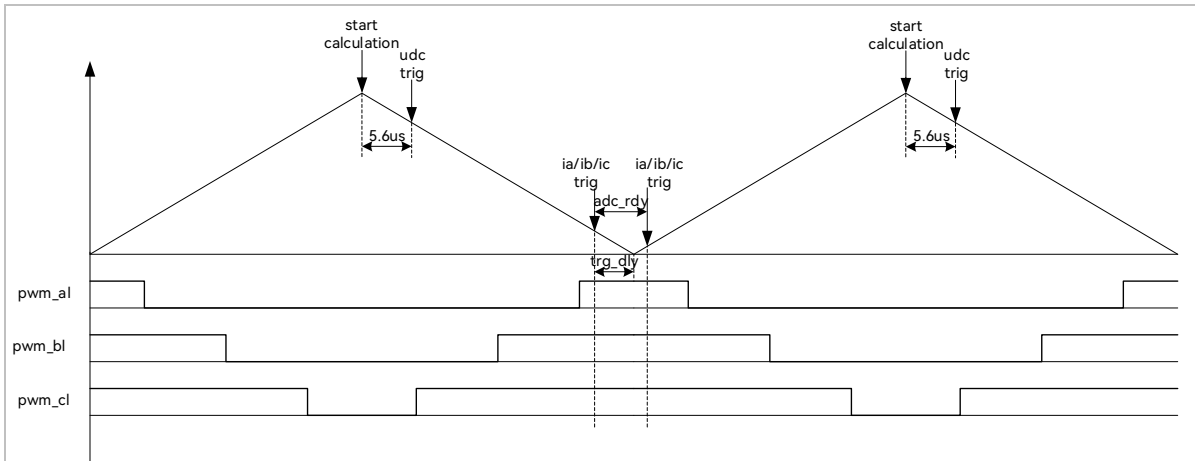 start
calculation
udc
trig
5.6us
ia/ib/ic
trig
adc_rdy
ia/ib/ic
trig
trg_dly
start
calculation
udc
trig
5.6us
pwm_al
pwm_bl
pwm_cl